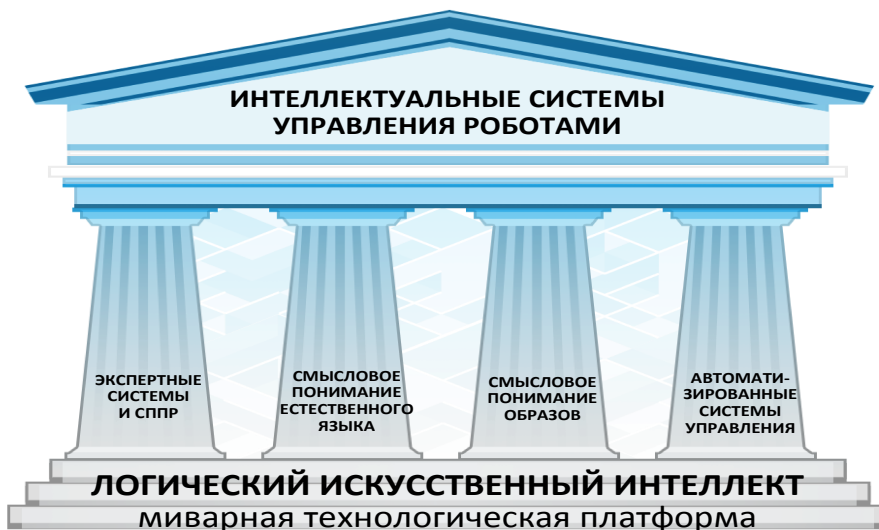 ИНТЕЛЛЕКТУАЛЬНЫЕ СИСТЕМЫ
УПРАВЛЕНИЯ РОБОТАМИ
ЭКСПЕРТНЫЕ
СИСТЕМЫ
И СППР
СМЫСЛОВОЕ
ПОНИМАНИЕ
ЕСТЕСТВЕННОГО
ЯЗЫКА
СМЫСЛОВОЕ
ПОНИМАНИЕ
ОБРАЗОВ
АВТОМАТИ-
ЗИРОВАННЫЕ
СИСТЕМЫ
УПРАВЛЕНИЯ
ЛОГИЧЕСКИЙ ИСКУССТВЕННЫЙ ИНТЕЛЛЕКТ
миварная технологическая платформа